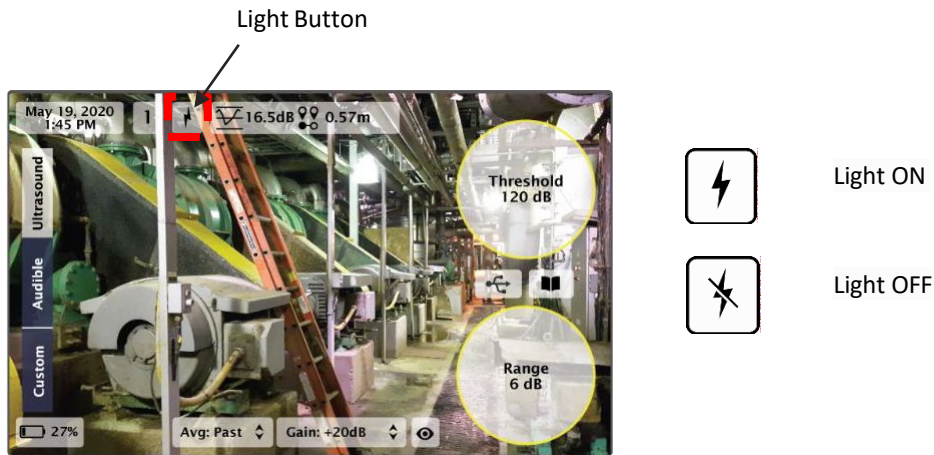 Light Button
May 19, 2020
1:45 PM
1
16.5dB
0.57m
Ultrasound
Audible
Custom
Threshold
120 dB
Range
6 dB
27%
Avg: Past
Gain: +20dB
Light ON
Light OFF